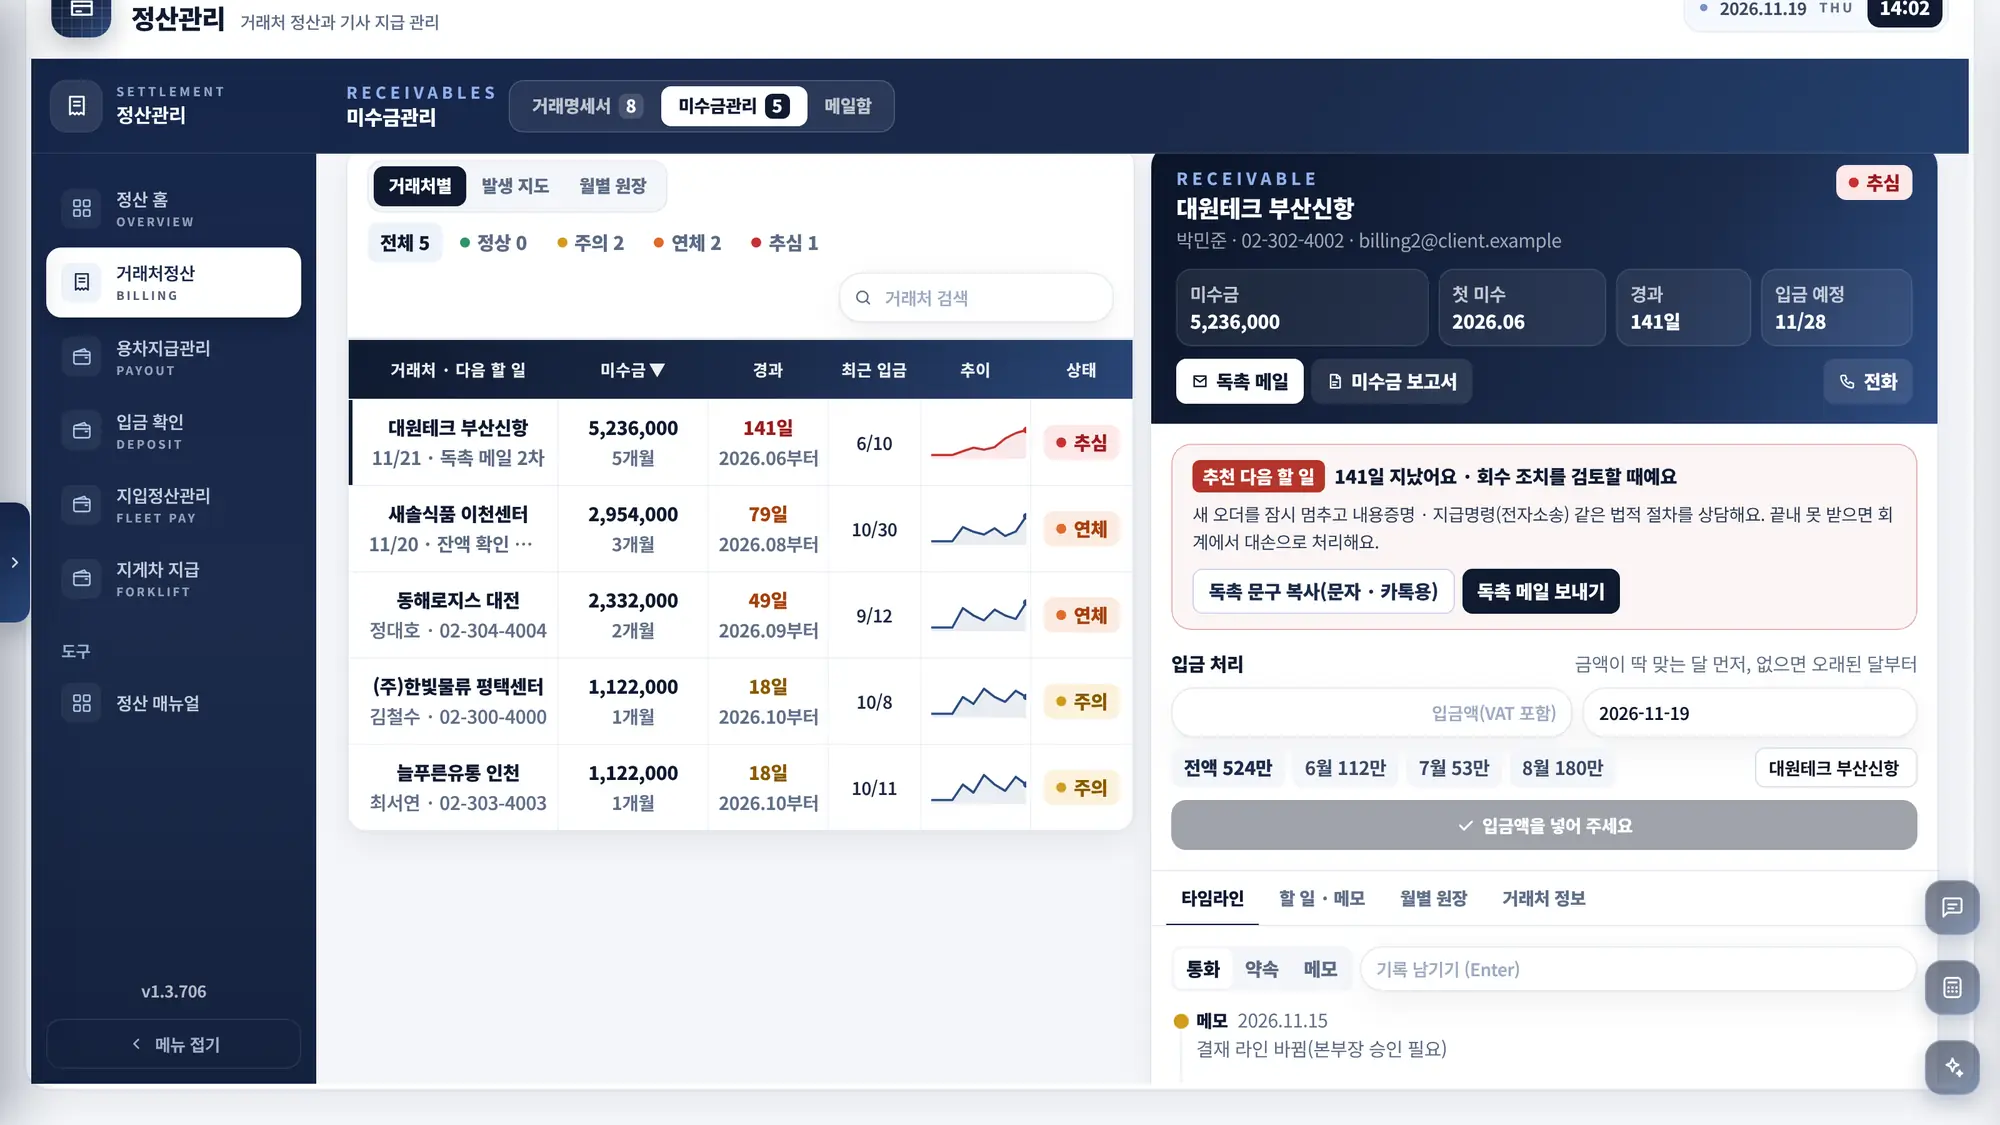 정산관리 거래처 정산과 기사 지급 관리
2026.11.19 THU 14:02
SETTLEMENT
정산관리
RECEIVABLES
미수금관리
거래명세서 8 미수금관리 5 메일함
정산 홈
OVERVIEW
거래처정산
BILLING
용차지급관리
PAYOUT
입금 확인
DEPOSIT
지입정산관리
FLEET PAY
지게차 지급
FORKLIFT
도구
정산 매뉴얼
v1.3.706
메뉴 접기
거래처별 발생 지도 월별 원장
전체 5 정상 0 주의 2 연체 2 추심 1
거래처 검색
거래처 · 다음 할 일 미수금▼ 경과 최근 입금 추이 상태
대원테크 부산신항 5,236,000 141일 6/10 추심
11/21 · 독촉 메일 2차 5개월 2026.06부터
새솔식품 이천센터 2,954,000 79일 10/30 연체
11/20 · 잔액 확인 ··· 3개월 2026.08부터
동해로지스 대전 2,332,000 49일 9/12 연체
정대호 · 02-304-4004 2개월 2026.09부터
(주)한빛물류 평택센터 1,122,000 18일 10/8 주의
김철수 · 02-300-4000 1개월 2026.10부터
늘푸른유통 인천 1,122,000 18일 10/11 주의
최서연 · 02-303-4003 1개월 2026.10부터
RECEIVABLE
대원테크 부산신항
추심
박민준 · 02-302-4002 · billing2@client.example
미수금 첫 미수 경과 입금 예정
5,236,000 2026.06 141일 11/28
독촉 메일 미수금 보고서 전화
추천 다음 할 일 141일 지났어요 · 회수 조치를 검토할 때예요
새 오더를 잠시 멈추고 내용증명 · 지급명령(전자소송) 같은 법적 절차를 상담해요. 끝내 못 받으면 회
계에서 대손으로 처리해요.
독촉 문구 복사(문자 · 카톡용) 독촉 메일 보내기
입금 처리 금액이 딱 맞는 달 먼저, 없으면 오래된 달부터
입금액(VAT 포함) 2026-11-19
전액 524만 6월 112만 7월 53만 8월 180만 대원테크 부산신항
입금액을 넣어 주세요
타임라인 할 일 · 메모 월별 원장 거래처 정보
통화 약속 메모 기록 남기기 (Enter)
메모 2026.11.15
결재 라인 바뀜(본부장 승인 필요)